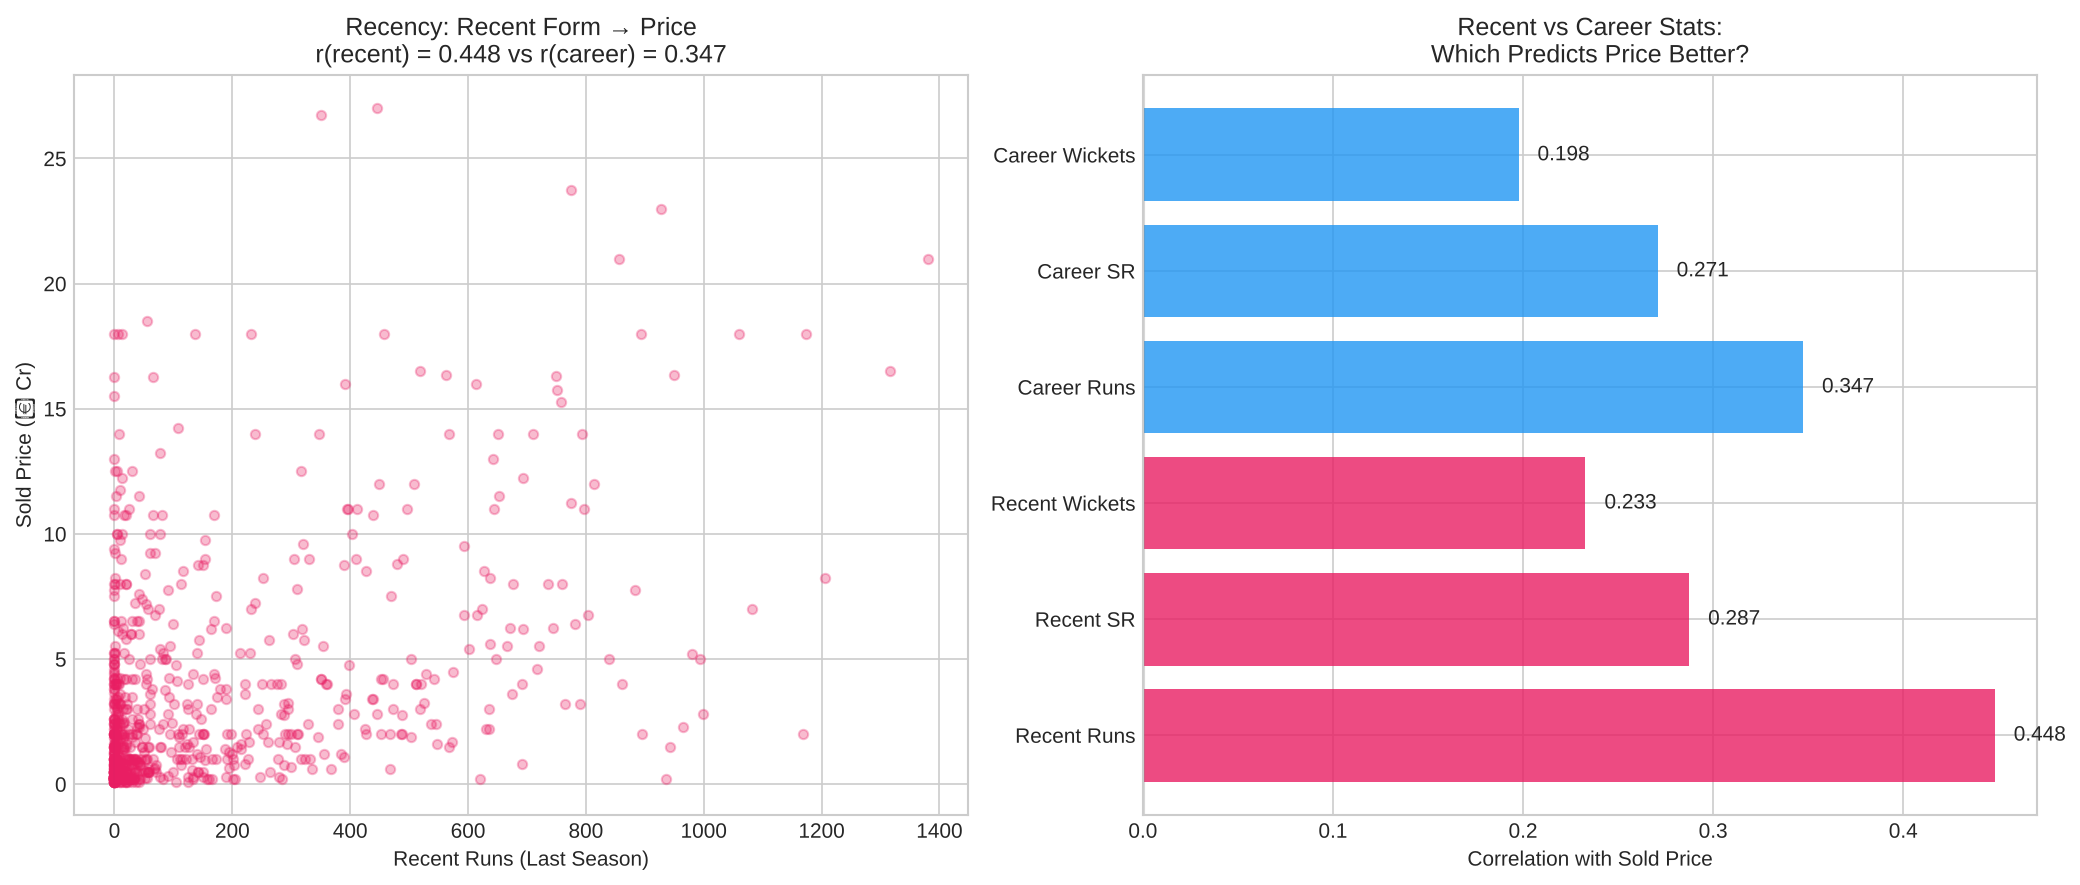 Recency: Recent Form → Price
r(recent) = 0.448 vs r(career) = 0.347
25
20
15
10
5
0
Sold Price ( Cr)
0 200 400 600 800 1000 1200 1400
Recent Runs (Last Season)
Recent vs Career Stats:
Which Predicts Price Better?
Career Wickets 0.198
Career SR 0.271
Career Runs 0.347
Recent Wickets 0.233
Recent SR 0.287
Recent Runs 0.448
0.0 0.1 0.2 0.3 0.4
Correlation with Sold Price